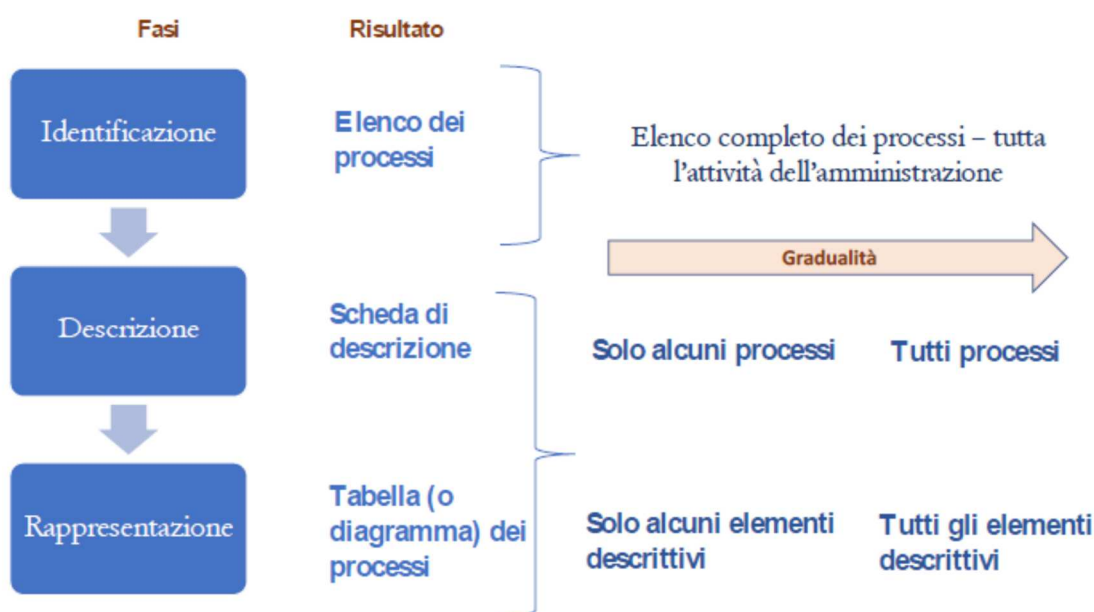 Fasi
Risultato
Identificazione
Elenco dei
processi
Elenco completo dei processi – tutta
l'attività dell'amministrazione
Gradualità
Descrizione
Scheda di
descrizione
Solo alcuni processi
Tutti processi
Rappresentazione
Tabella (o
diagramma) dei
processi
Solo alcuni elementi
descrittivi
Tutti gli elementi
descrittivi